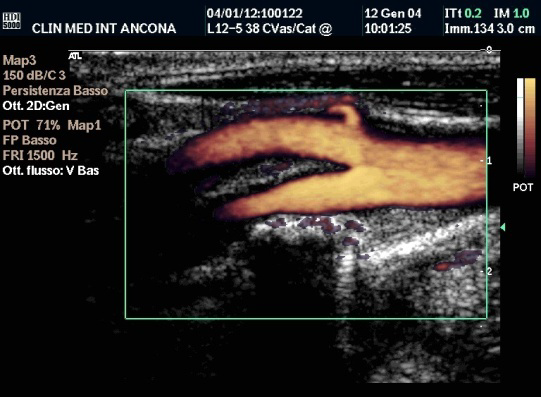 HDI
5000
CLIN MED INT ANCONA
04/01/12:100122
L12-5 38 CVas/Cat @
12 Gen 04
10:01:25
ITt 0.2 IM 1.0
Imm.134 3.0 cm
Map3
150 dB/C 3
Persistenza Basso
Ott. 2D:Gen
POT 71% Map1
FP Basso
FRI 1500 Hz
Ott. flusso: V Bas
ATL
0
1
2
POT